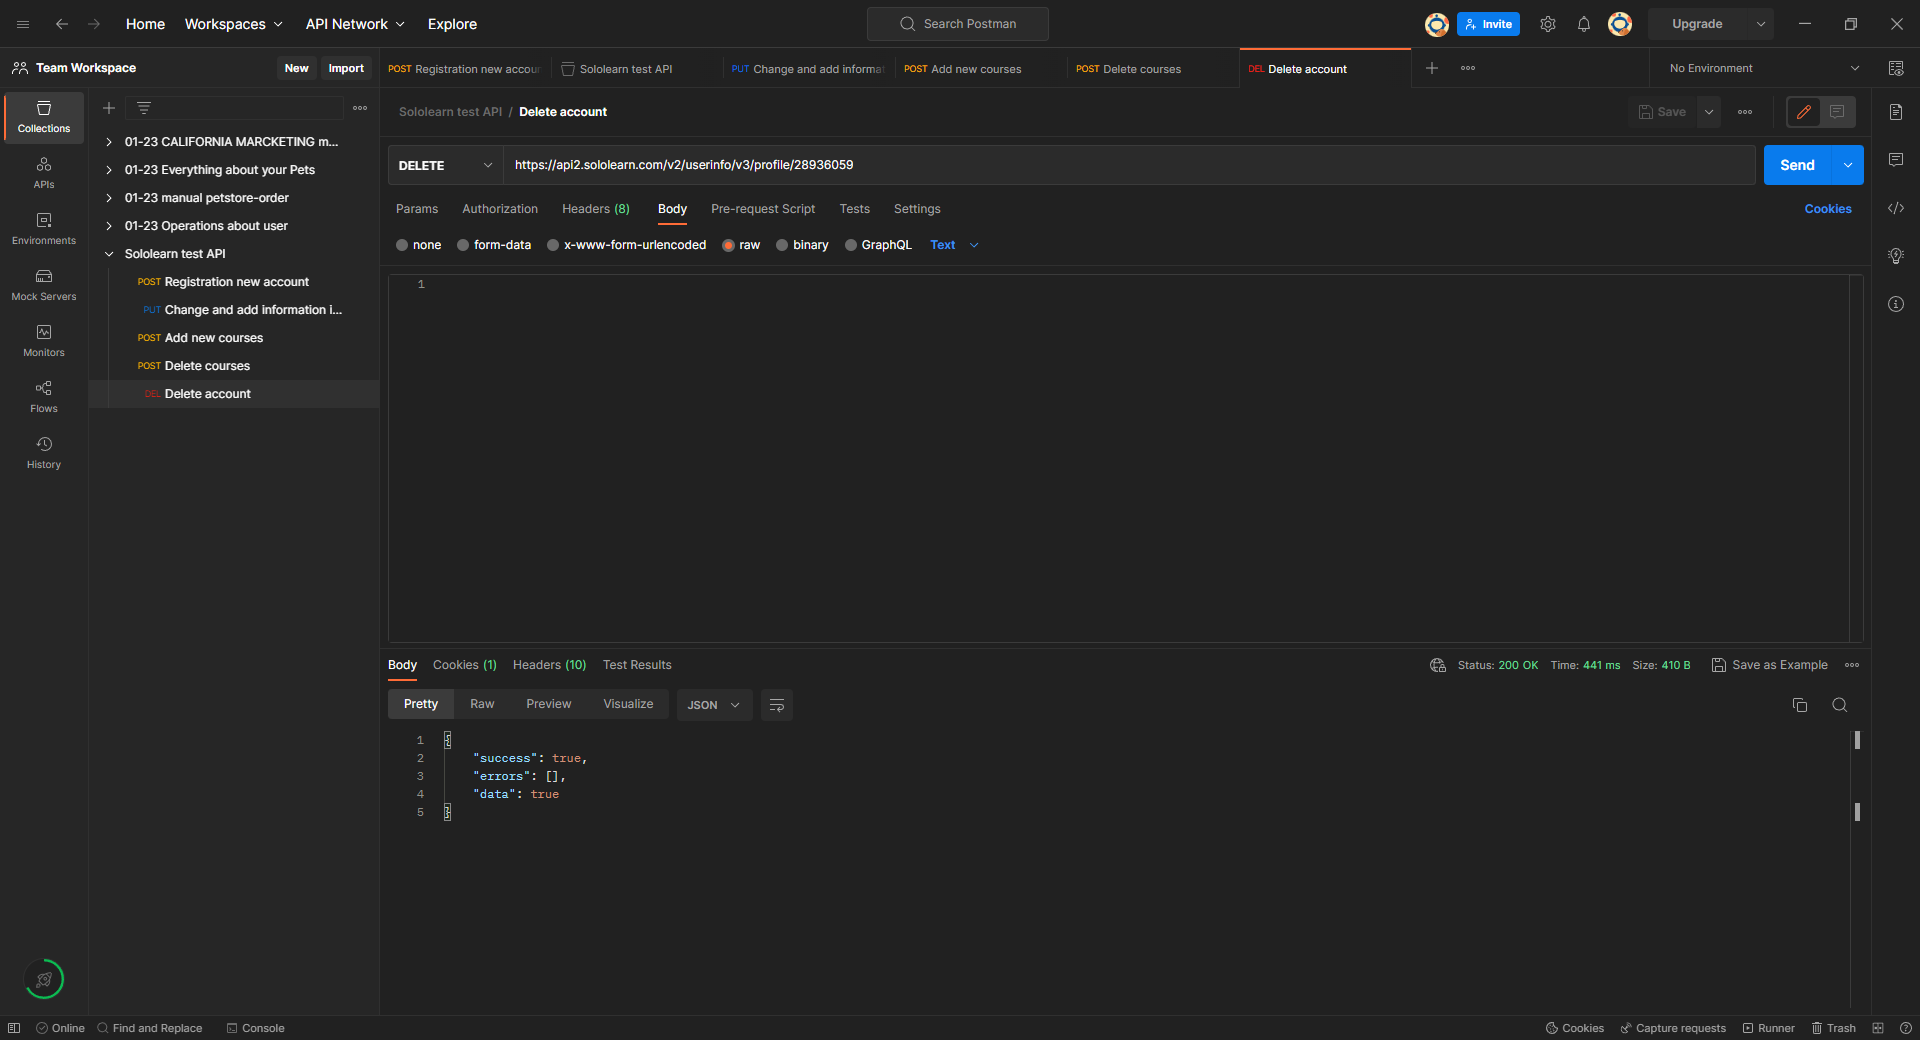 Home Workspaces API Network Explore Search Postman Invite Upgrade
Team Workspace New Import
POST Registration new accou
Sololearn test API
PUT Change and add informat
POST Add new courses
POST Delete courses
DEL Delete account
No Environment
Collections
APIs
Environments
Mock Servers
Monitors
Flows
History
01-23 CALIFORNIA MARCKETING m...
01-23 Everything about your Pets
01-23 manual petstore-order
01-23 Operations about user
Sololearn test API
POST Registration new account
PUT Change and add information i...
POST Add new courses
POST Delete courses
DEL Delete account
Sololearn test API / Delete account Save
DELETE https://api2.sololearn.com/v2/userinfo/v3/profile/28936059 Send
Params Authorization Headers (8) Body Pre-request Script Tests Settings Cookies
none form-data x-www-form-urlencoded raw binary GraphQL Text
1
Body Cookies (1) Headers (10) Test Results Status: 200 OK Time: 441 ms Size: 410 B Save as Example
Pretty Raw Preview Visualize JSON
1 {
2 "success": true,
3 "errors": [],
4 "data": true
5 }
Online Find and Replace Console Cookies Capture requests Runner Trash